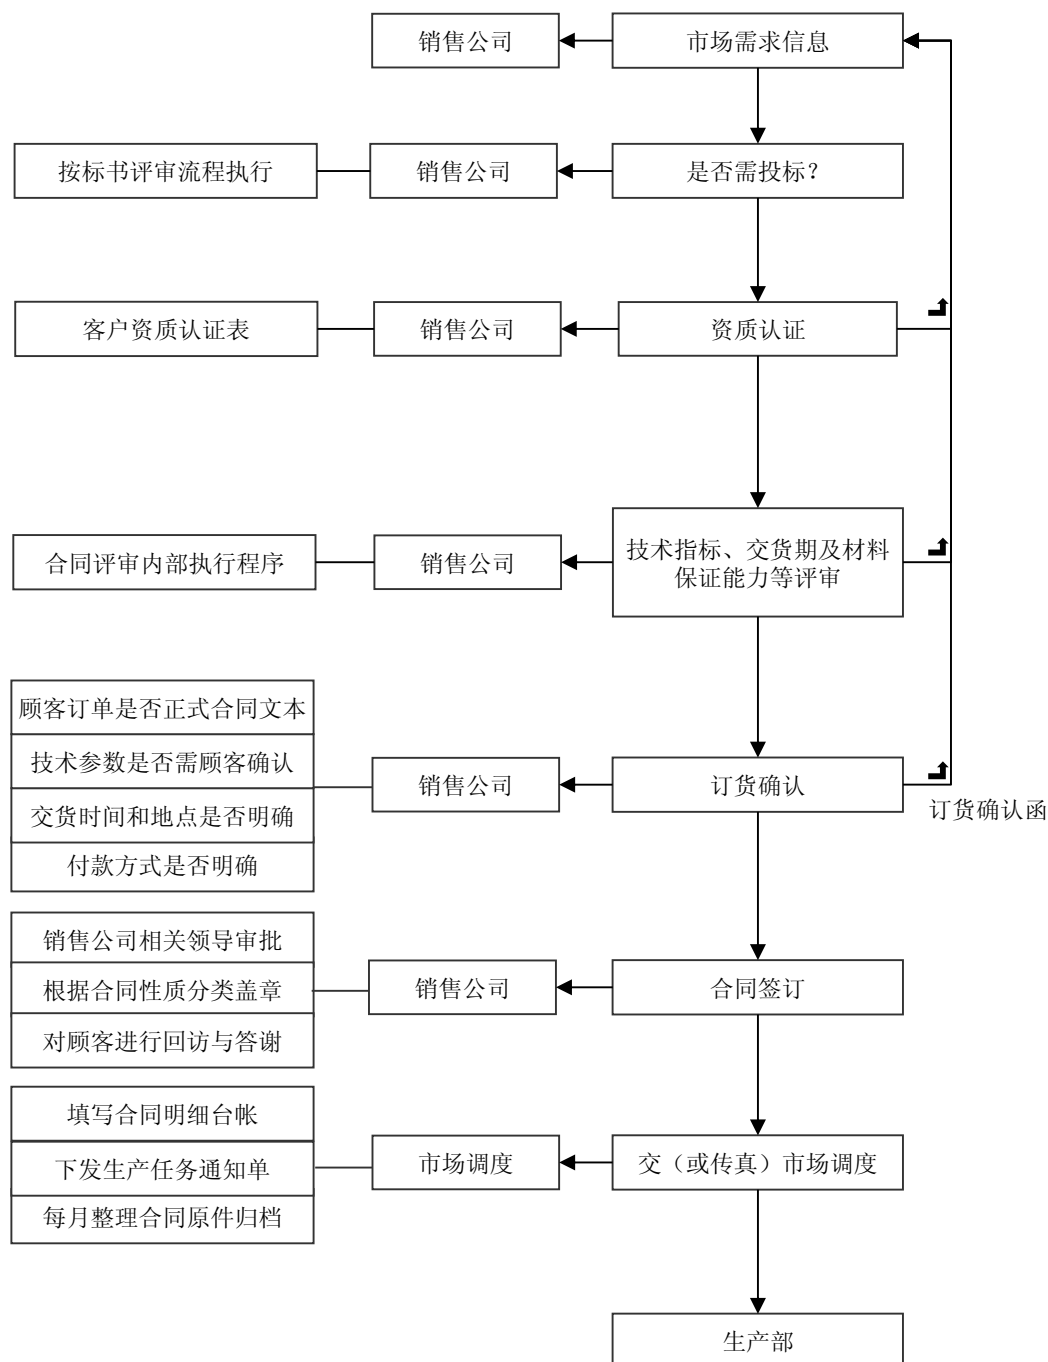 销售公司
市场需求信息
按标书评审流程执行
销售公司
是否需投标？
客户资质认证表
销售公司
资质认证
合同评审内部执行程序
销售公司
技术指标、交货期及材料
保证能力等评审
顾客订单是否正式合同文本
技术参数是否需顾客确认
交货时间和地点是否明确
付款方式是否明确
销售公司
订货确认
订货确认函
销售公司相关领导审批
根据合同性质分类盖章
对顾客进行回访与答谢
销售公司
合同签订
填写合同明细台帐
下发生产任务通知单
每月整理合同原件归档
市场调度
交（或传真）市场调度
生产部